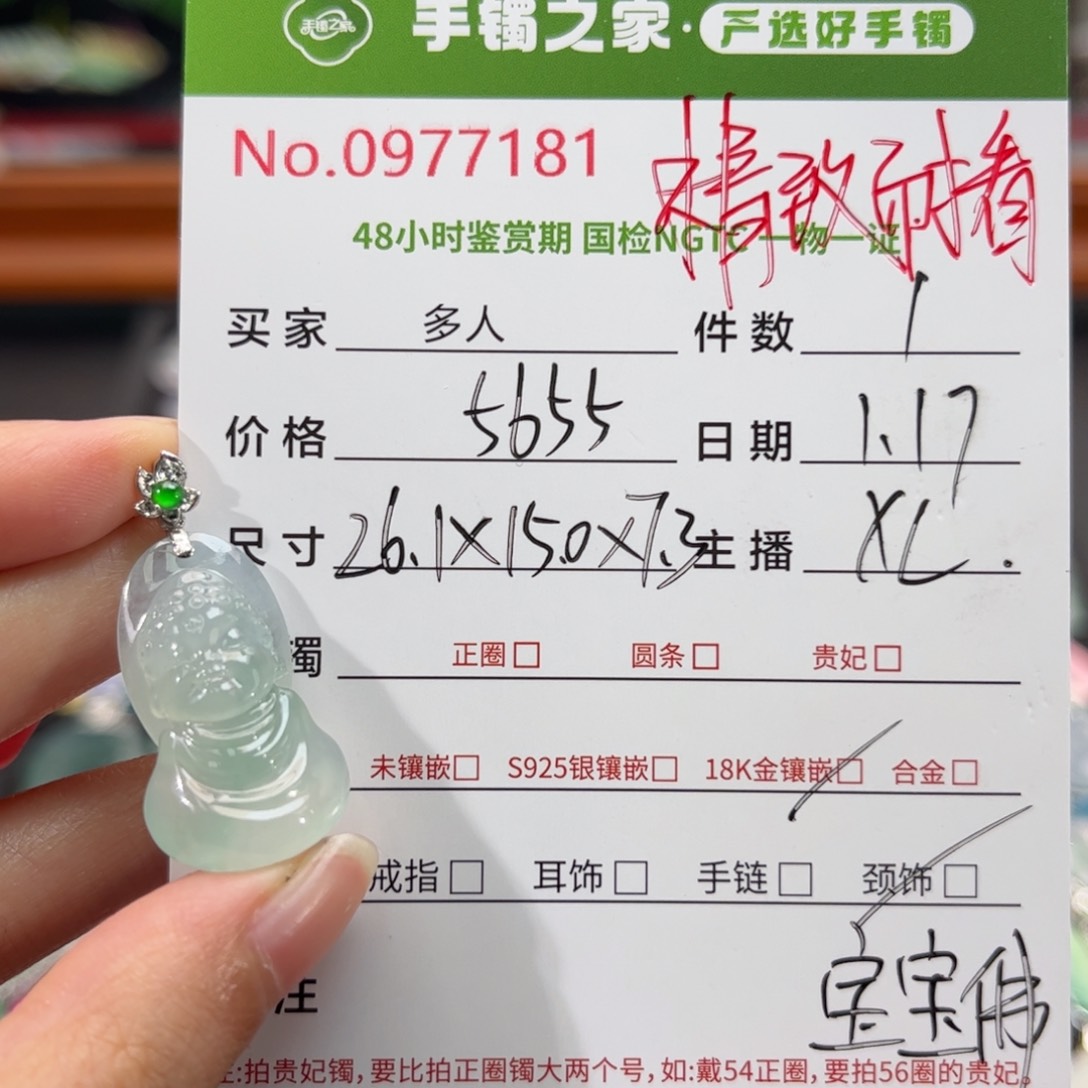 手镯之家 手镯之家·严选好手镯
No.0977181 精致耐看
48小时鉴赏期 国检NGTC 一物一证
买家 多人 件数 1
价格 5655 日期 1.17
尺寸 26.1×15.0×7.3 主播 XL.
镯 正圈□ 圆条□ 贵妃□
未镶嵌□ S925银镶嵌□ 18K金镶嵌□ 合金□
戒指□ 耳饰□ 手链□ 颈饰□
注 宝宝佛
注:拍贵妃镯,要比拍正圈镯大两个号,如:戴54正圈,要拍56圈的贵妃。